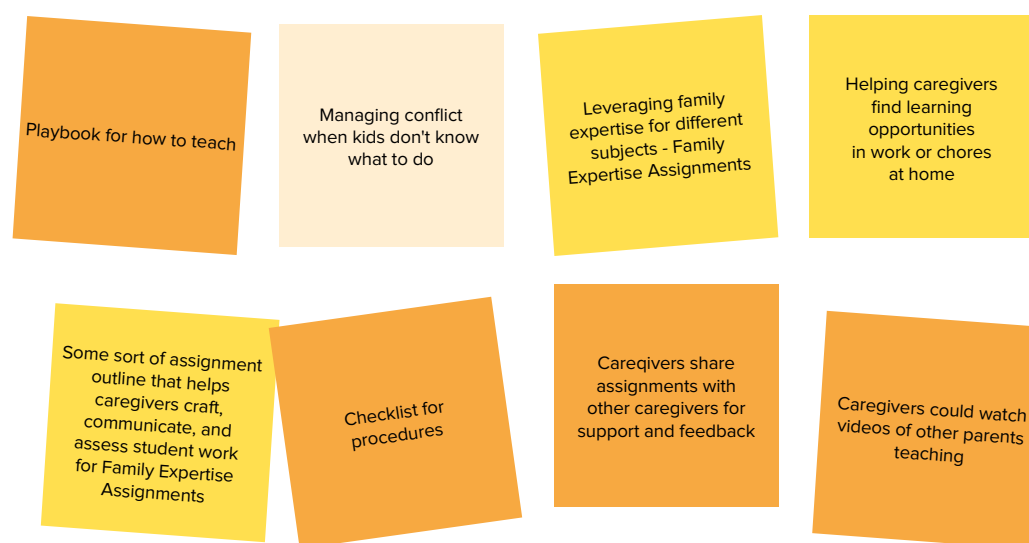 Playbook for how to teach
Managing conflict
when kids don't know
what to do
Leveraging family
expertise for different
subjects - Family
Expertise Assignments
Helping caregivers
find learning
opportunities
in work or chores
at home
Some sort of assignment
outline that helps
caregivers craft,
communicate, and
assess student work
for Family Expertise
Assignments
Checklist for
procedures
Caregivers share
assignments with
other caregivers for
support and feedback
Caregivers could watch
videos of other parents
teaching